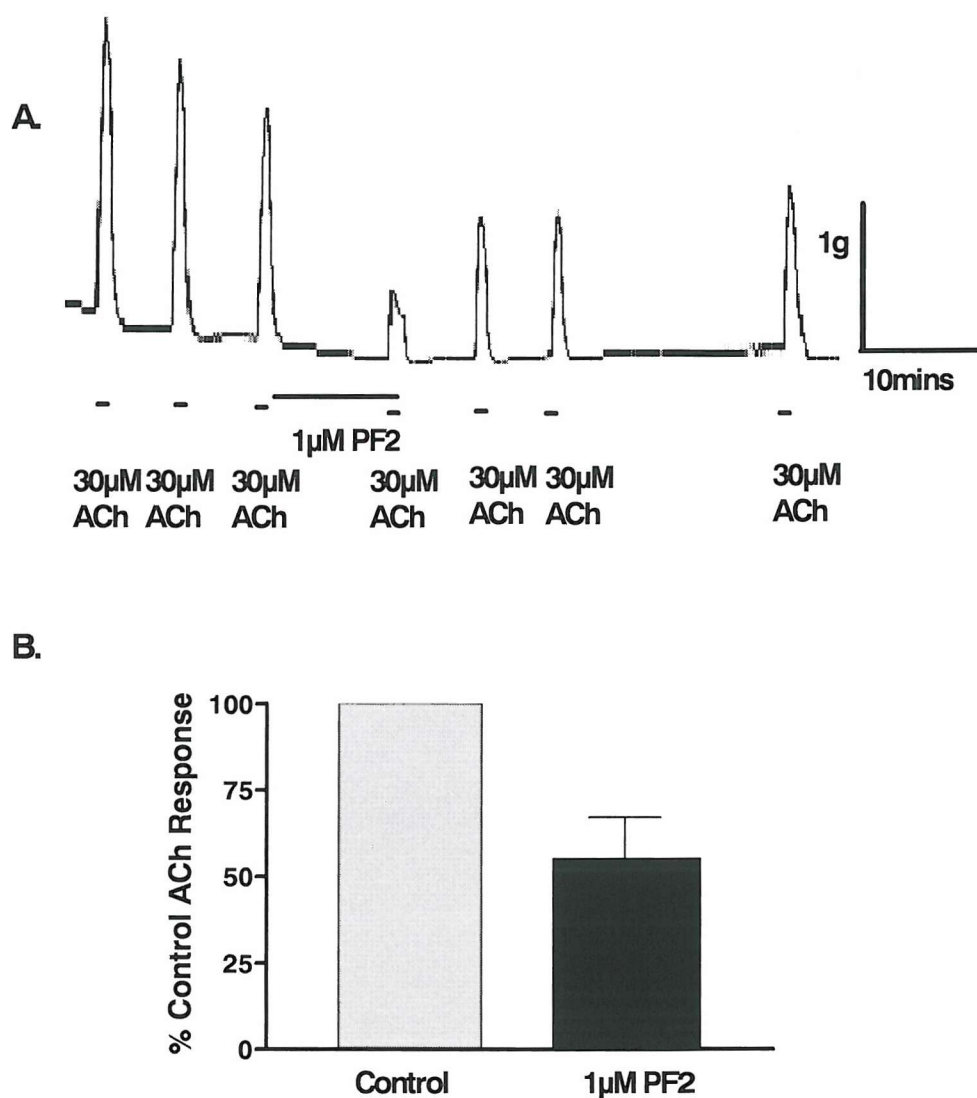 A.
1g
10mins
1µM PF2
30µM 30µM 30µM 30µM 30µM 30µM 30µM
ACh ACh ACh ACh ACh ACh ACh
B.
% Control ACh Response
100
75
50
25
0
Control 1µM PF2